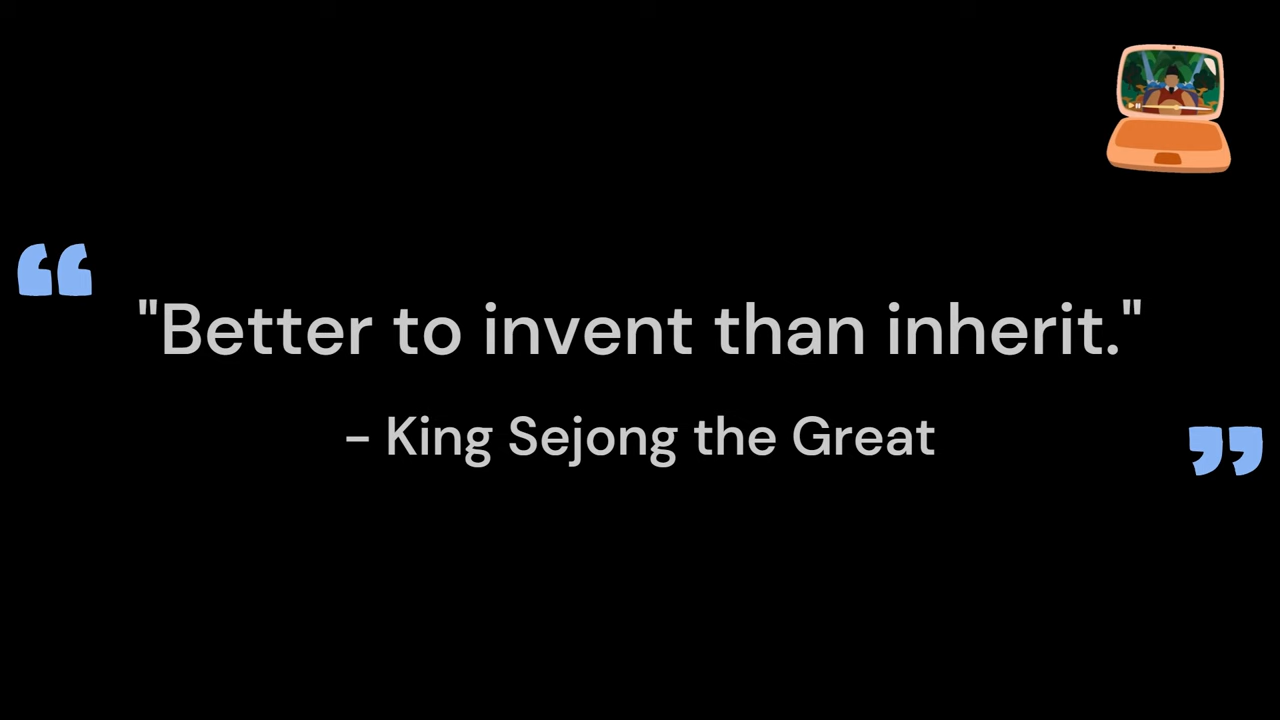 "Better to invent than inherit."
– King Sejong the Great